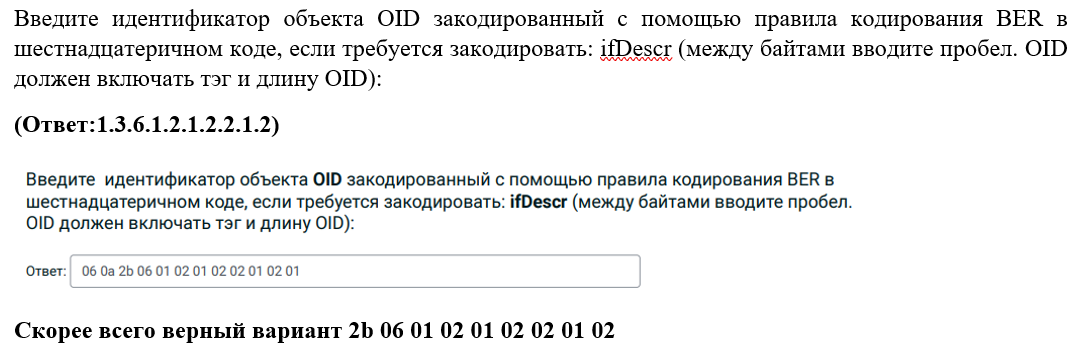 Введите идентификатор объекта OID закодированный с помощью правила кодирования BER в
шестнадцатеричном коде, если требуется закодировать: ifDescr (между байтами вводите пробел. OID
должен включать тэг и длину OID):
(Ответ:1.3.6.1.2.1.2.2.1.2)
Введите идентификатор объекта OID закодированный с помощью правила кодирования BER в
шестнадцатеричном коде, если требуется закодировать: ifDescr (между байтами вводите пробел.
OID должен включать тэг и длину OID):
Ответ: 06 0a 2b 06 01 02 01 02 02 01 02 01
Скорее всего верный вариант 2b 06 01 02 01 02 02 01 02